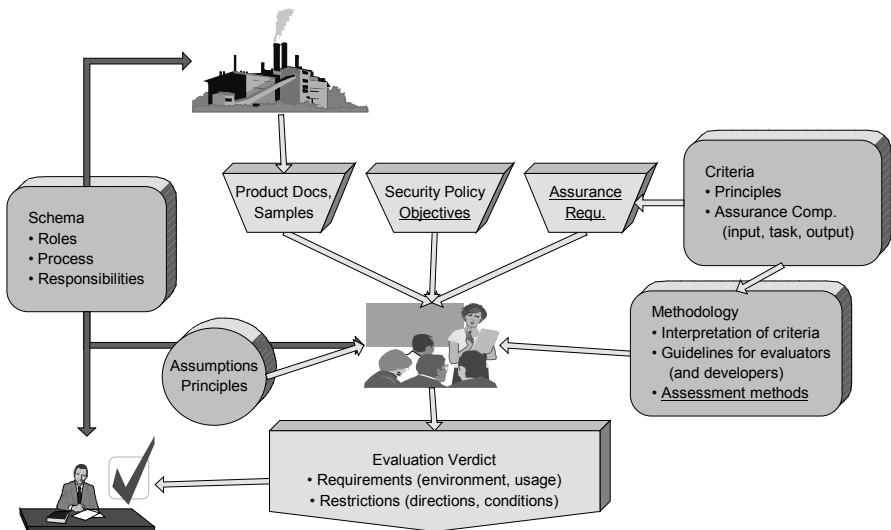 Product Docs,
Samples
Security Policy
Objectives
Assurance
Requ.
Criteria
• Principles
• Assurance Comp.
(input, task, output)
Schema
• Roles
• Process
• Responsibilities
Methodology
• Interpretation of criteria
• Guidelines for evaluators
(and developers)
• Assessment methods
Assumptions
Principles
Evaluation Verdict
• Requirements (environment, usage)
• Restrictions (directions, conditions)